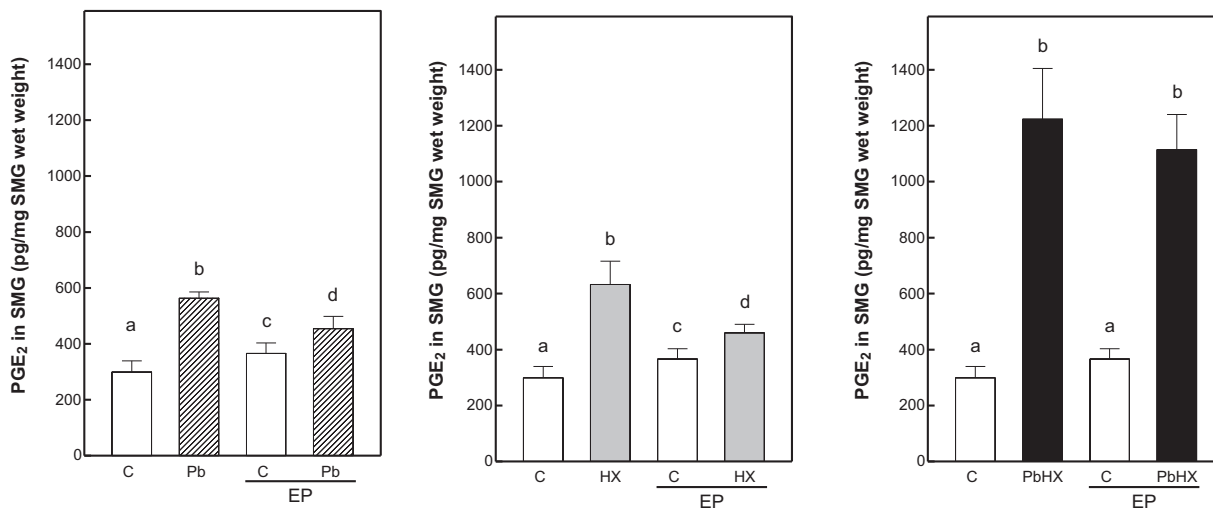 PGE2 in SMG (pg/mg SMG wet weight)
1400
1200
1000
800
600
400
200
0
a
b
c
d
C
Pb
C
Pb
EP
PGE2 in SMG (pg/mg SMG wet weight)
1400
1200
1000
800
600
400
200
0
a
b
c
d
C
HX
C
HX
EP
PGE2 in SMG (pg/mg SMG wet weight)
1400
1200
1000
800
600
400
200
0
a
b
a
b
C
PbHX
C
PbHX
EP